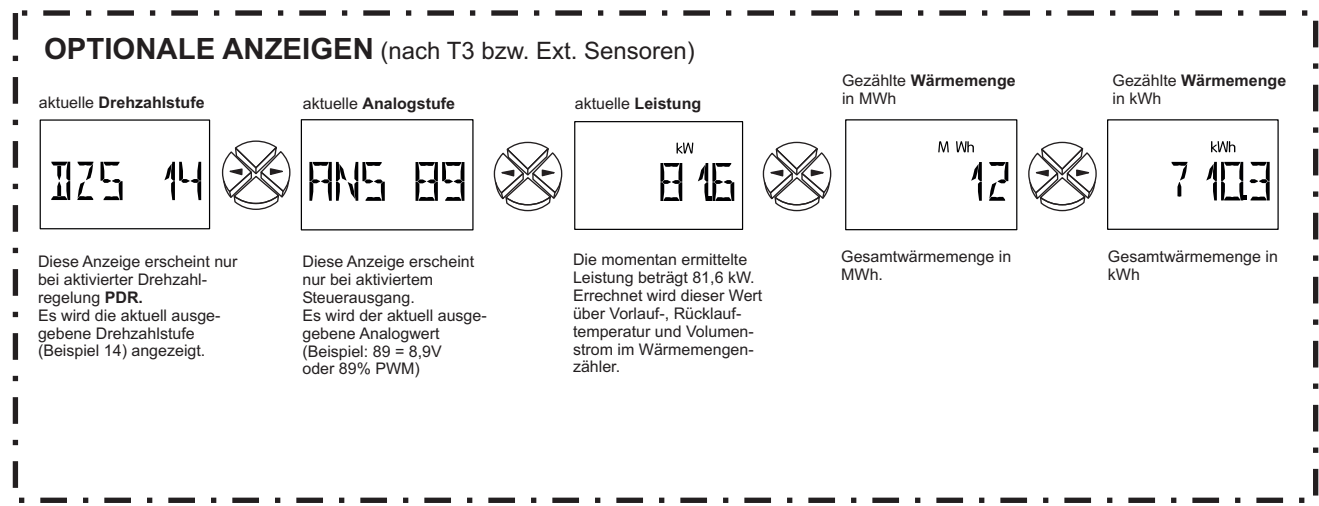 OPTIONALE ANZEIGEN (nach T3 bzw. Ext. Sensoren)
aktuelle Drehzahlstufe
DZS 14
Diese Anzeige erscheint nur
bei aktivierter Drehzahl-
regelung PDR.
Es wird die aktuell ausge-
gebene Drehzahlstufe
(Beispiel 14) angezeigt.
aktuelle Analogstufe
ANS 89
Diese Anzeige erscheint
nur bei aktiviertem
Steuerausgang.
Es wird der aktuell ausge-
gebene Analogwert
(Beispiel: 89 = 8,9V
oder 89% PWM)
aktuelle Leistung
kW
81.6
Die momentan ermittelte
Leistung beträgt 81,6 kW.
Errechnet wird dieser Wert
über Vorlauf-, Rücklauf-
temperatur und Volumen-
strom im Wärmemengen-
zähler.
Gezählte Wärmemenge
in MWh
M Wh
12
Gesamtwärmemenge in
MWh.
Gezählte Wärmemenge
in kWh
kWh
710.3
Gesamtwärmemenge in
kWh